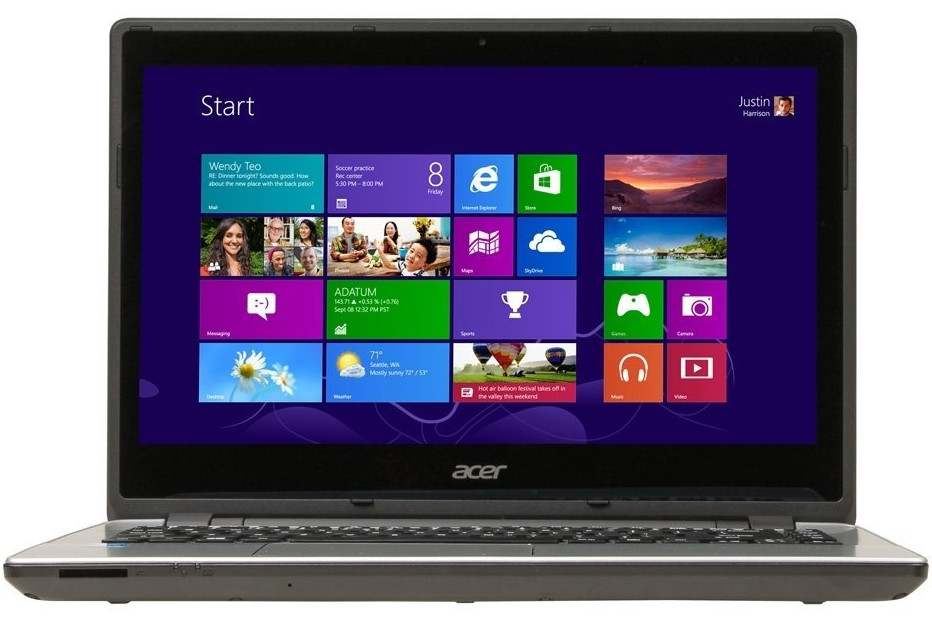 Start
Justin
Harrison
Wendy Teo
RE: Dinner tonight? Sounds good. How
about the new place with the back patio?
Mail
8
Soccer practice
Rec center
5:30 PM – 8:00 PM
8
Friday
Internet Explorer
Store
Bing
Photos
Maps
SkyDrive
Messaging
ADATUM
143.71 ▲ +0.53 % (+0.76)
Sept 08 12:32 PM PST
Sports
Games
Camera
Desktop
71°
Seattle, WA
Mostly sunny 72° / 53°
Weather
Hot air balloon festival takes off in
the valley this weekend
Music
Video
acer